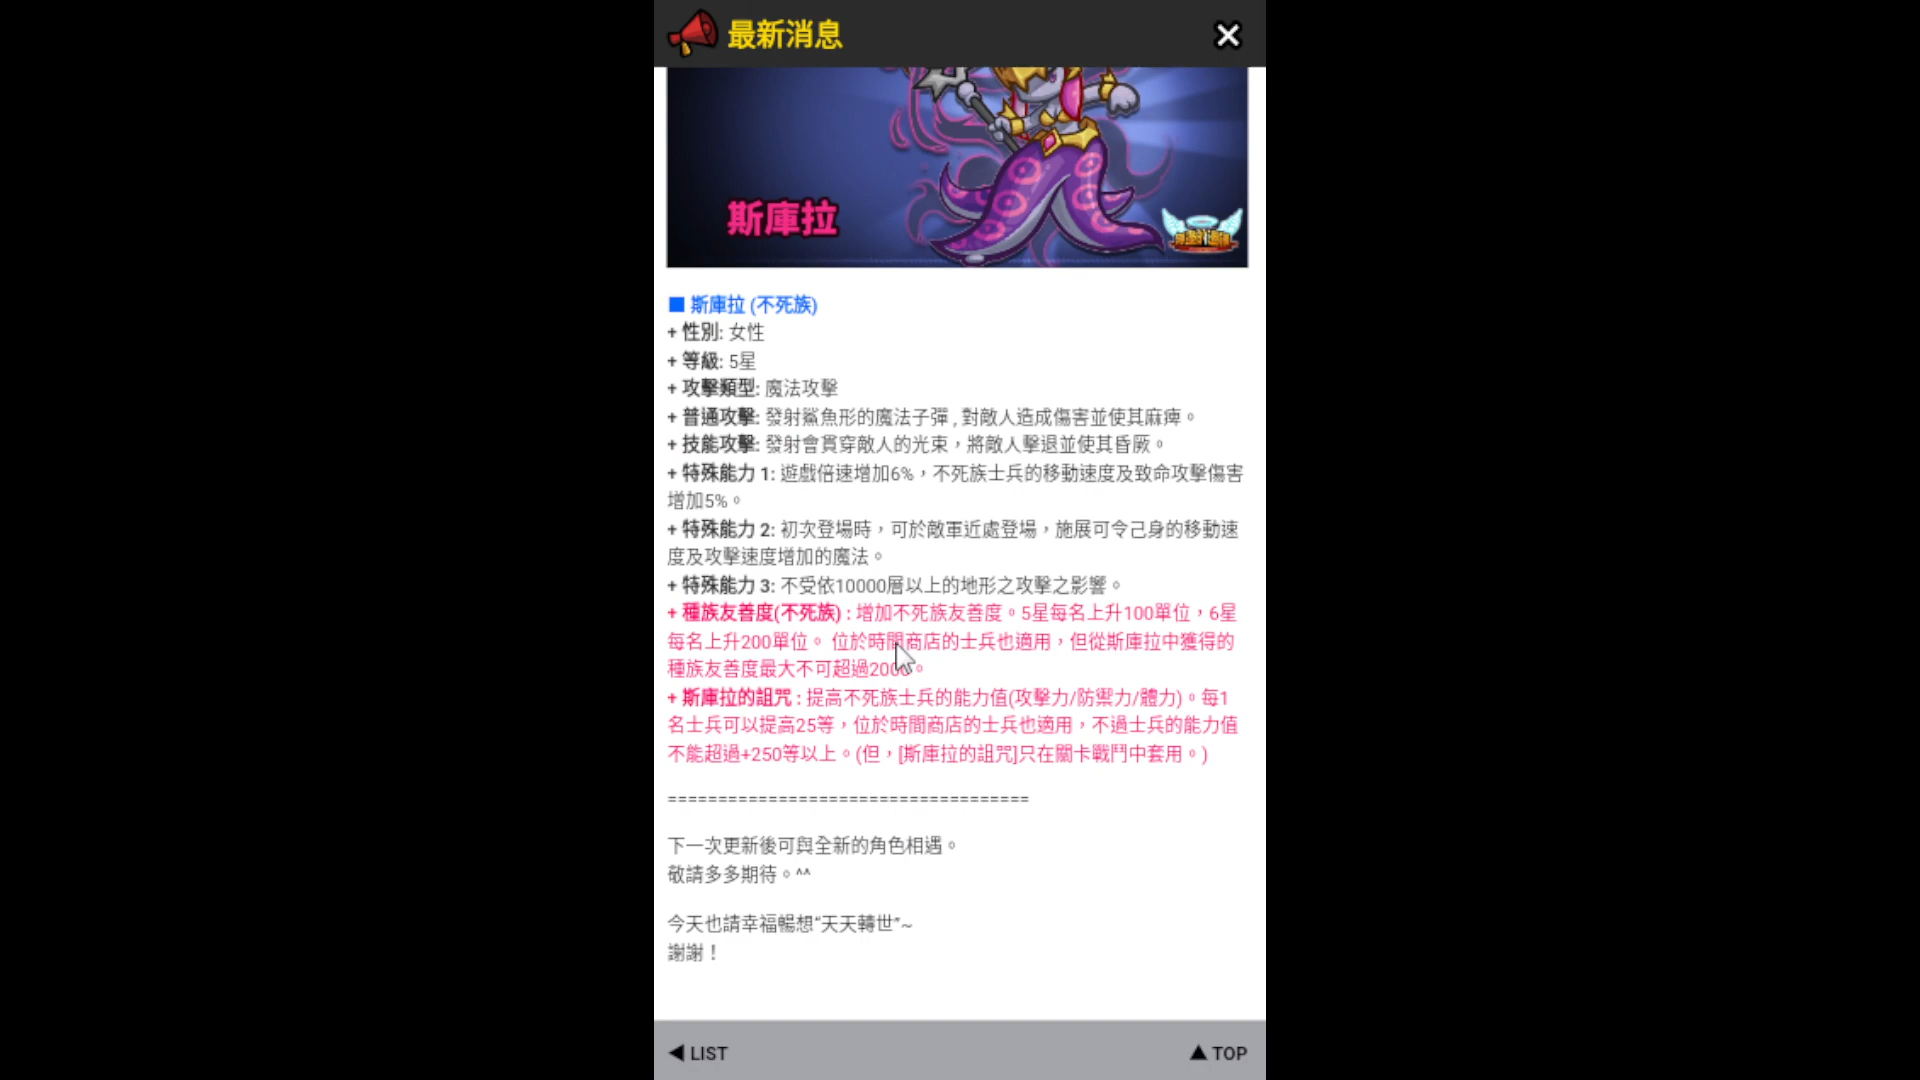 最新消息
斯庫拉
■ 斯庫拉 (不死族)
+ 性別: 女性
+ 等級: 5星
+ 攻擊類型: 魔法攻擊
+ 普通攻擊: 發射鯊魚形的魔法子彈 , 對敵人造成傷害並使其麻痺。
+ 技能攻擊: 發射會貫穿敵人的光束，將敵人擊退並使其昏厥。
+ 特殊能力 1: 遊戲倍速增加6%，不死族士兵的移動速度及致命攻擊傷害
增加5%。
+ 特殊能力 2: 初次登場時，可於敵軍近處登場，施展可令己身的移動速
度及攻擊速度增加的魔法。
+ 特殊能力 3: 不受依10000層以上的地形之攻擊之影響。
+ 種族友善度(不死族) : 增加不死族友善度。5星每名上升100單位，6星
每名上升200單位。 位於時間商店的士兵也適用，但從斯庫拉中獲得的
種族友善度最大不可超過2000。
+ 斯庫拉的詛咒 : 提高不死族士兵的能力值(攻擊力/防禦力/體力)。每1
名士兵可以提高25等，位於時間商店的士兵也適用，不過士兵的能力值
不能超過+250等以上。(但，[斯庫拉的詛咒]只在關卡戰鬥中套用。)
====================================
下一次更新後可與全新的角色相遇。
敬請多多期待。^^
今天也請幸福暢想“天天轉世”~
謝謝！
◀ LIST
▲ TOP